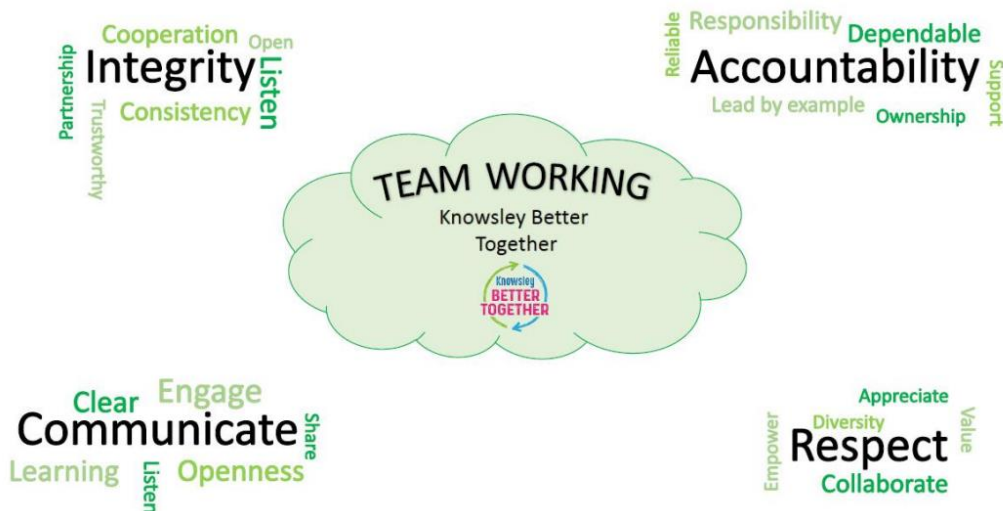 Cooperation
Open
Integrity
Listen
Partnership
Trustworthy
Consistency
Reliable
Responsibility
Dependable
Accountability
Support
Lead by example
Ownership
TEAM WORKING
Knowsley Better
Together
Knowsley
BETTER
TOGETHER
Clear
Engage
Communicate
Share
Learning
Listen
Openness
Appreciate
Diversity
Value
Empower
Respect
Collaborate